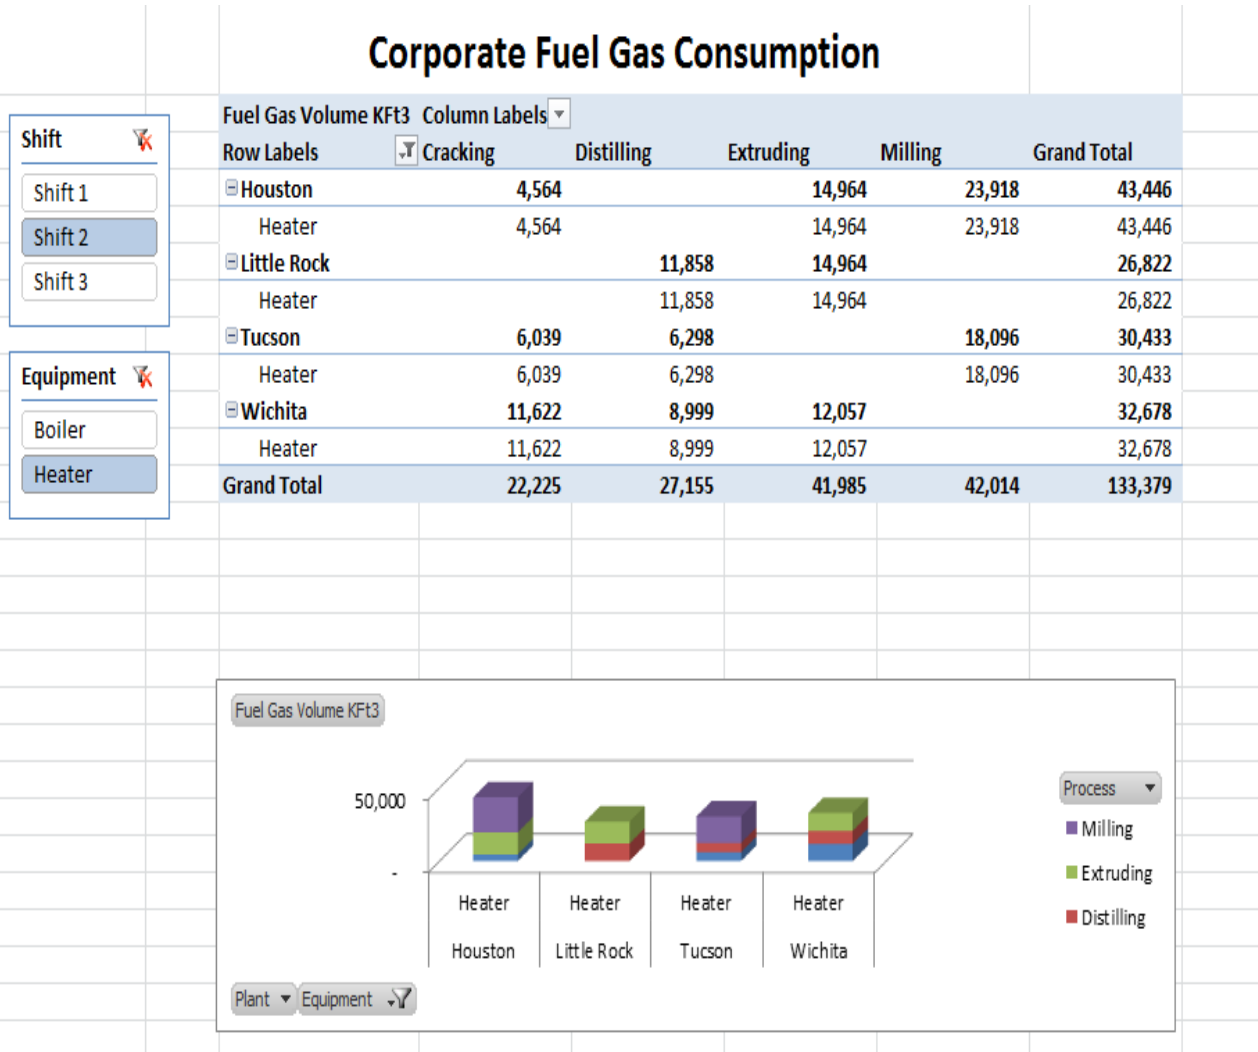 Corporate Fuel Gas Consumption
Shift
Shift 1
Shift 2
Shift 3
Equipment
Boiler
Heater
Fuel Gas Volume KFt3 Column Labels
Row Labels Cracking Distilling Extruding Milling Grand Total
Houston 4,564 14,964 23,918 43,446
Heater 4,564 14,964 23,918 43,446
Little Rock 11,858 14,964 26,822
Heater 11,858 14,964 26,822
Tucson 6,039 6,298 18,096 30,433
Heater 6,039 6,298 18,096 30,433
Wichita 11,622 8,999 12,057 32,678
Heater 11,622 8,999 12,057 32,678
Grand Total 22,225 27,155 41,985 42,014 133,379
Fuel Gas Volume KFt3
50,000
-
Heater Heater Heater Heater
Houston Little Rock Tucson Wichita
Process
Milling
Extruding
Distilling
Plant Equipment